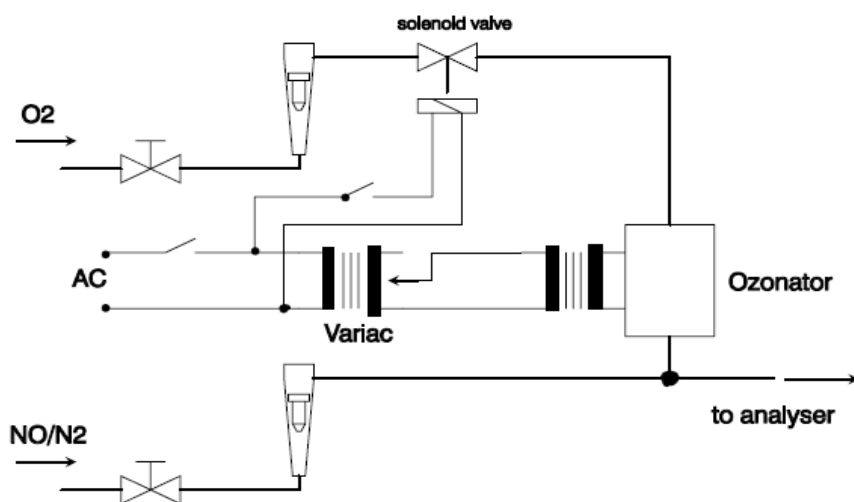 solenoid valve
O2
AC
Ozonator
Variac
to analyser
NO/N2